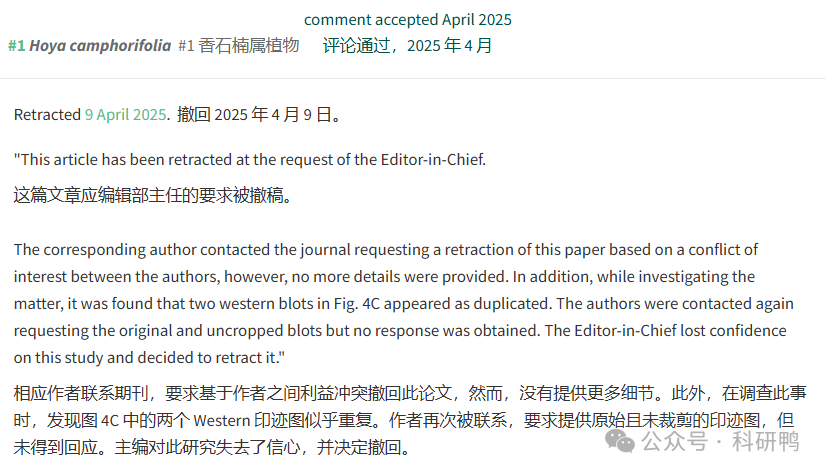 comment accepted April 2025
#1 Hoya camphorifolia #1 香石楠属植物 评论通过，2025 年 4 月
Retracted 9 April 2025. 撤回 2025 年 4 月 9 日。
"This article has been retracted at the request of the Editor-in-Chief.
这篇文章应编辑部主任的要求被撤稿。
The corresponding author contacted the journal requesting a retraction of this paper based on a conflict of
interest between the authors, however, no more details were provided. In addition, while investigating the
matter, it was found that two western blots in Fig. 4C appeared as duplicated. The authors were contacted again
requesting the original and uncropped blots but no response was obtained. The Editor-in-Chief lost confidence
on this study and decided to retract it."
相应作者联系期刊，要求基于作者之间利益冲突撤回此论文，然而，没有提供更多细节。此外，在调查此事
时，发现图 4C 中的两个 Western 印迹图似乎重复。作者再次被联系，要求提供原始且未裁剪的印迹图，但
未得到回应。主编对此研究失去了信心，并决定撤回。
公众号 · 科研鸭